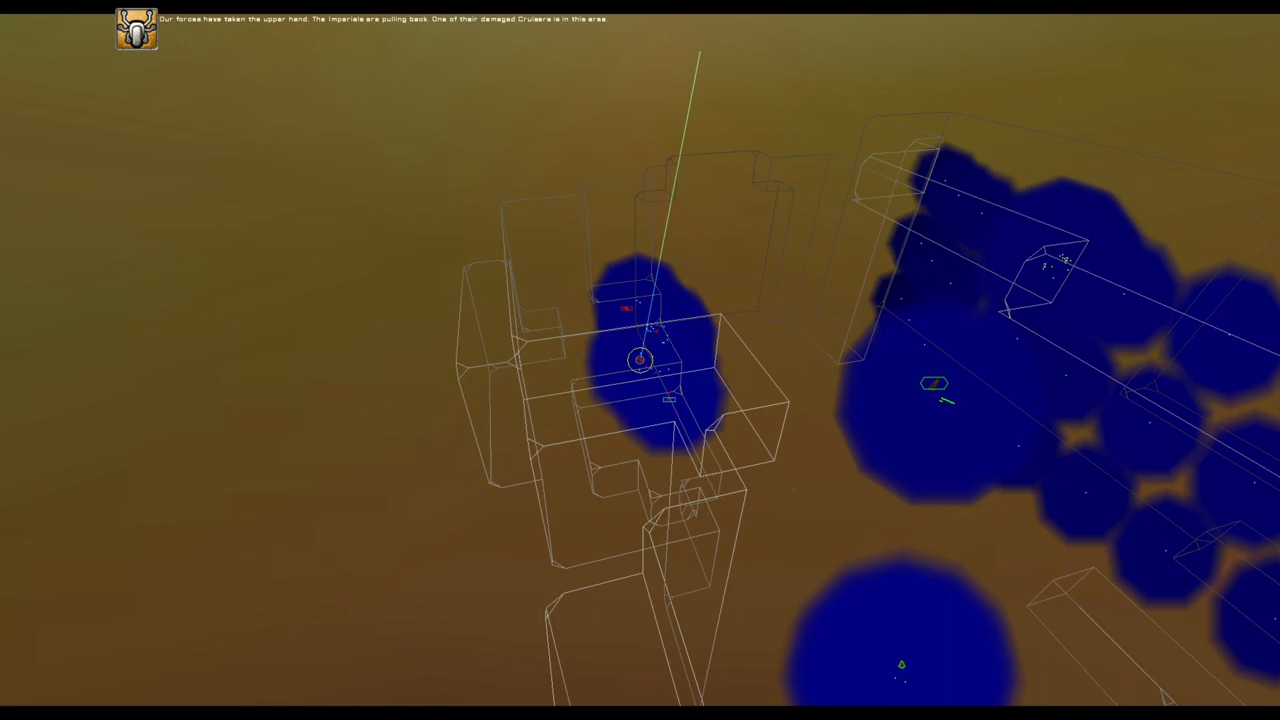 Our forces have taken the upper hand. The Imperials are pulling back. One of their damaged Cruisers is in this area.